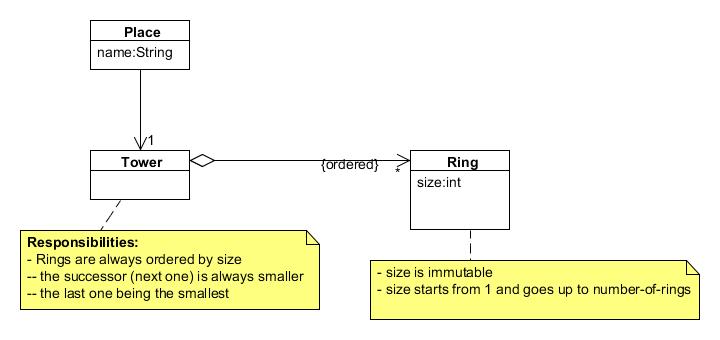 Place
name:String
1
Tower
{ordered}
*
Ring
size:int
Responsibilities:
- Rings are always ordered by size
-- the successor (next one) is always smaller
-- the last one being the smallest
- size is immutable
- size starts from 1 and goes up to number-of-rings